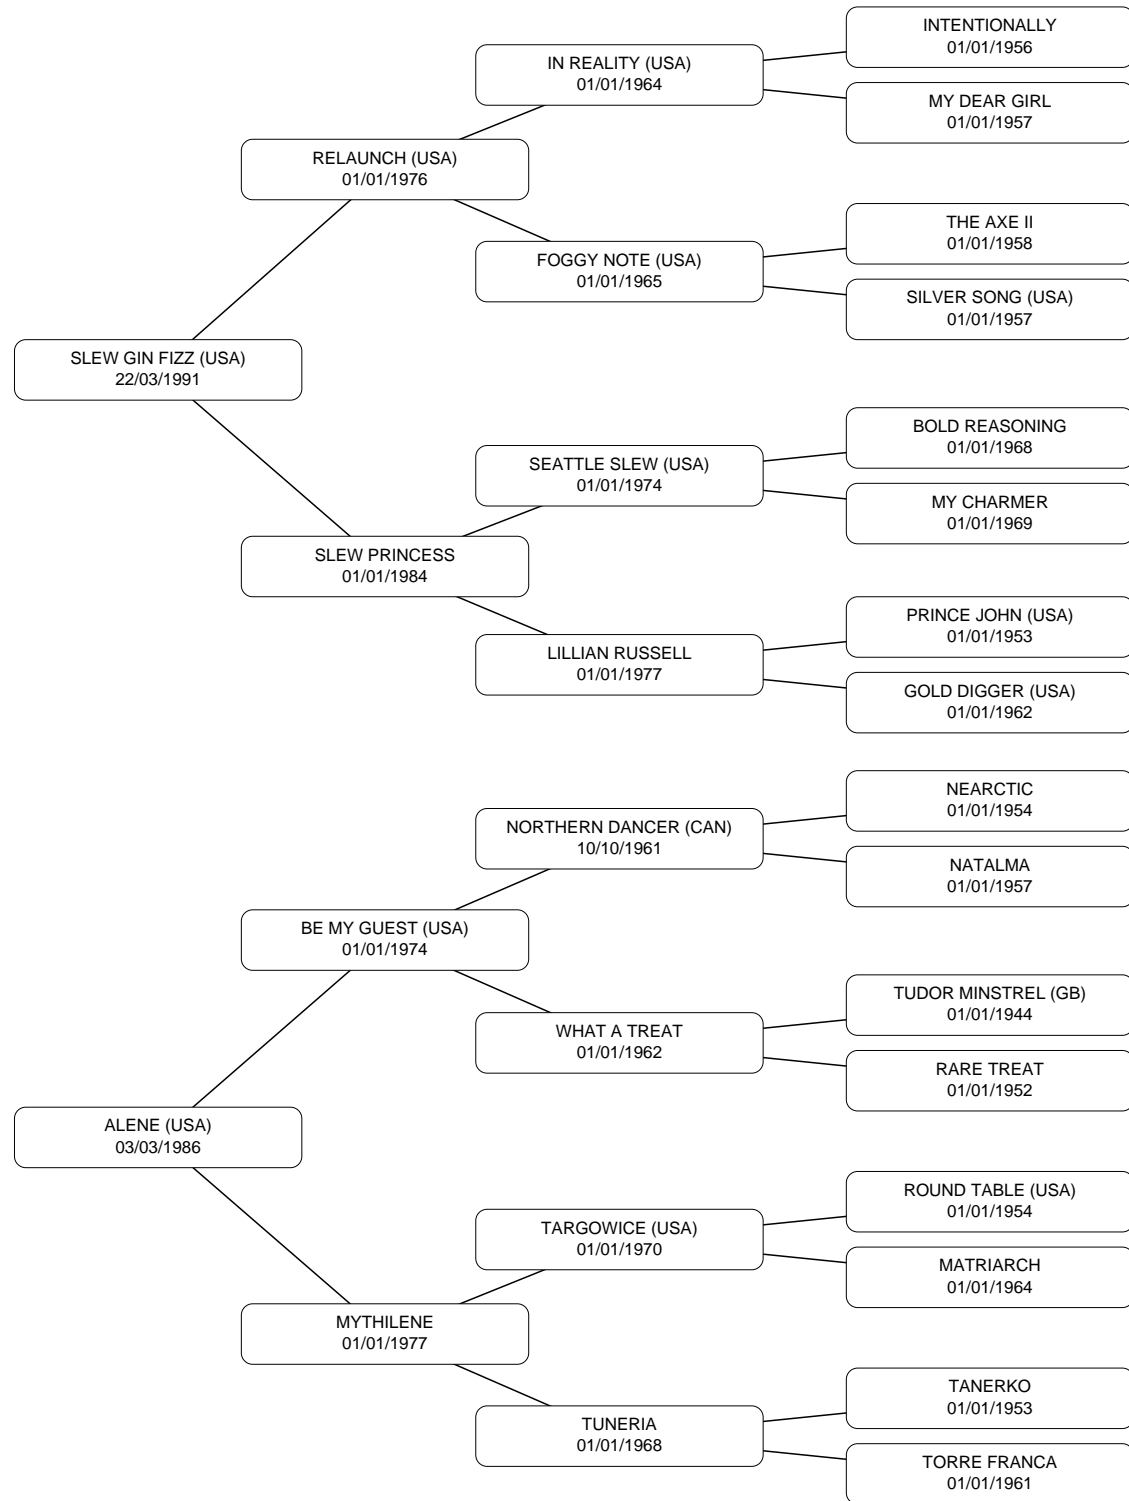 INTENTIONALLY
01/01/1956
IN REALITY (USA)
01/01/1964
MY DEAR GIRL
01/01/1957
RELAUNCH (USA)
01/01/1976
THE AXE II
01/01/1958
FOGGY NOTE (USA)
01/01/1965
SILVER SONG (USA)
01/01/1957
SLEW GIN FIZZ (USA)
22/03/1991
BOLD REASONING
01/01/1968
SEATTLE SLEW (USA)
01/01/1974
MY CHARMER
01/01/1969
SLEW PRINCESS
01/01/1984
PRINCE JOHN (USA)
01/01/1953
LILLIAN RUSSELL
01/01/1977
GOLD DIGGER (USA)
01/01/1962
NEARCTIC
01/01/1954
NORTHERN DANCER (CAN)
10/10/1961
NATALMA
01/01/1957
BE MY GUEST (USA)
01/01/1974
TUDOR MINSTREL (GB)
01/01/1944
WHAT A TREAT
01/01/1962
RARE TREAT
01/01/1952
ALENE (USA)
03/03/1986
ROUND TABLE (USA)
01/01/1954
TARGOWICE (USA)
01/01/1970
MATRIARCH
01/01/1964
MYTHILENE
01/01/1977
TANERKO
01/01/1953
TUNERIA
01/01/1968
TORRE FRANCA
01/01/1961